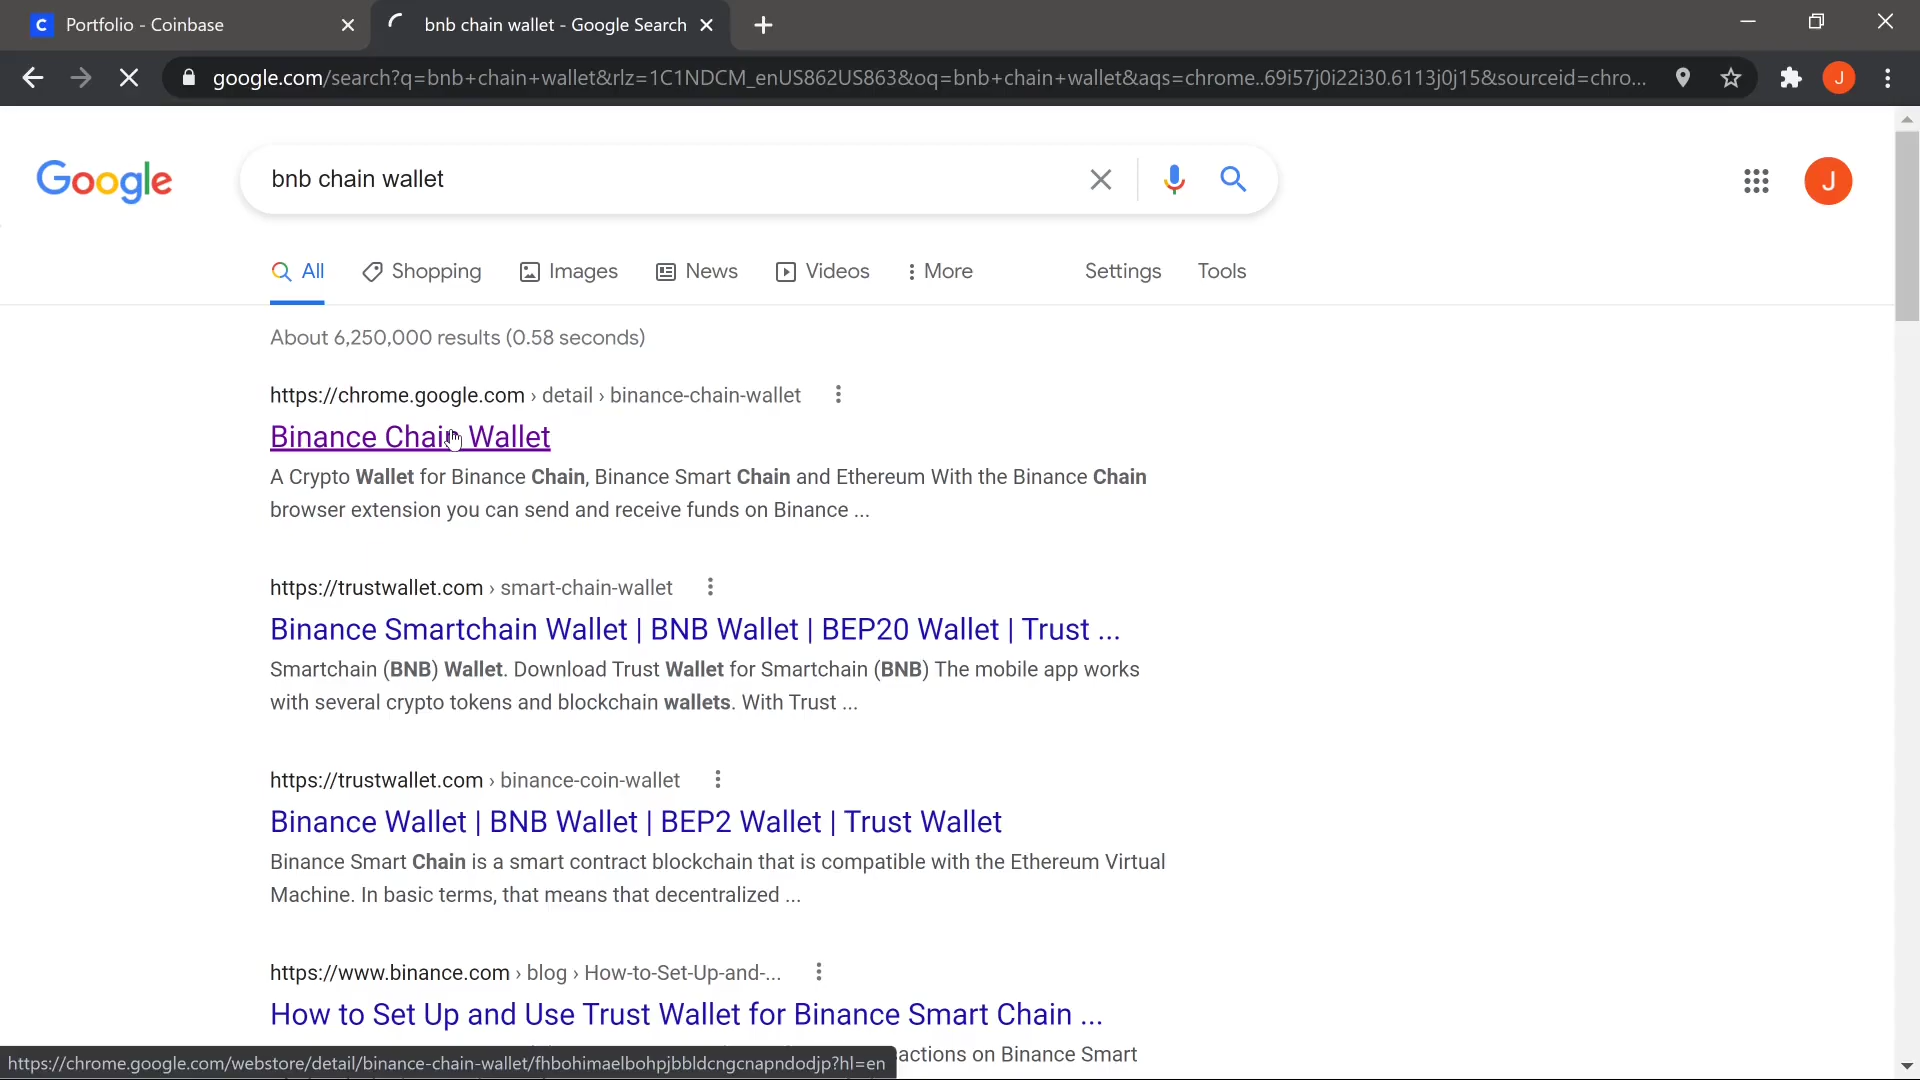 Portfolio - Coinbase
bnb chain wallet - Google Search
google.com/search?q=bnb+chain+wallet&rlz=1C1NDCM_enUS862US863&oq=bnb+chain+wallet&aqs=chrome..69i57j0i22i30.6113j0j15&sourceid=chro...
J
Google
bnb chain wallet
J
All
Shopping
Images
News
Videos
More
Settings
Tools
About 6,250,000 results (0.58 seconds)
https://chrome.google.com › detail › binance-chain-wallet
Binance Chain Wallet
A Crypto Wallet for Binance Chain, Binance Smart Chain and Ethereum With the Binance Chain
browser extension you can send and receive funds on Binance ...
https://trustwallet.com › smart-chain-wallet
Binance Smartchain Wallet | BNB Wallet | BEP20 Wallet | Trust ...
Smartchain (BNB) Wallet. Download Trust Wallet for Smartchain (BNB) The mobile app works
with several crypto tokens and blockchain wallets. With Trust ...
https://trustwallet.com › binance-coin-wallet
Binance Wallet | BNB Wallet | BEP2 Wallet | Trust Wallet
Binance Smart Chain is a smart contract blockchain that is compatible with the Ethereum Virtual
Machine. In basic terms, that means that decentralized ...
https://www.binance.com › blog › How-to-Set-Up-and-...
How to Set Up and Use Trust Wallet for Binance Smart Chain ...
actions on Binance Smart
https://chrome.google.com/webstore/detail/binance-chain-wallet/fhbohimaelbohpjbbldcngcnapndodjp?hl=en